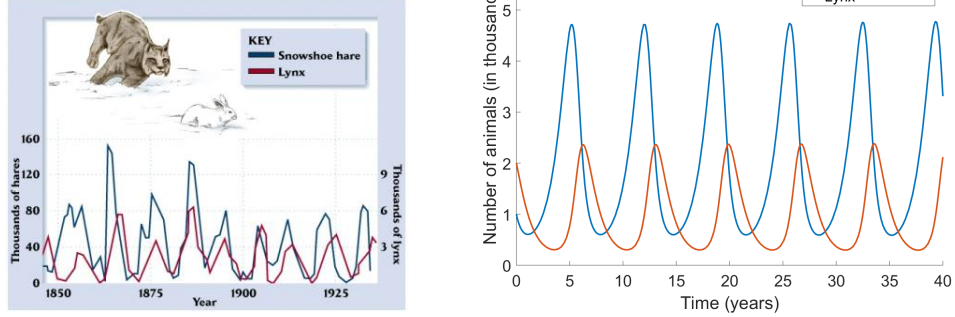 KEY
Snowshoe hare
Lynx
160
120
80
40
0
Thousands of hares
9
6
3
Thousands of lynx
1850 1875 1900 1925
Year
Lynx
5
4
3
2
1
0
Number of animals (in thousan
0 5 10 15 20 25 30 35 40
Time (years)